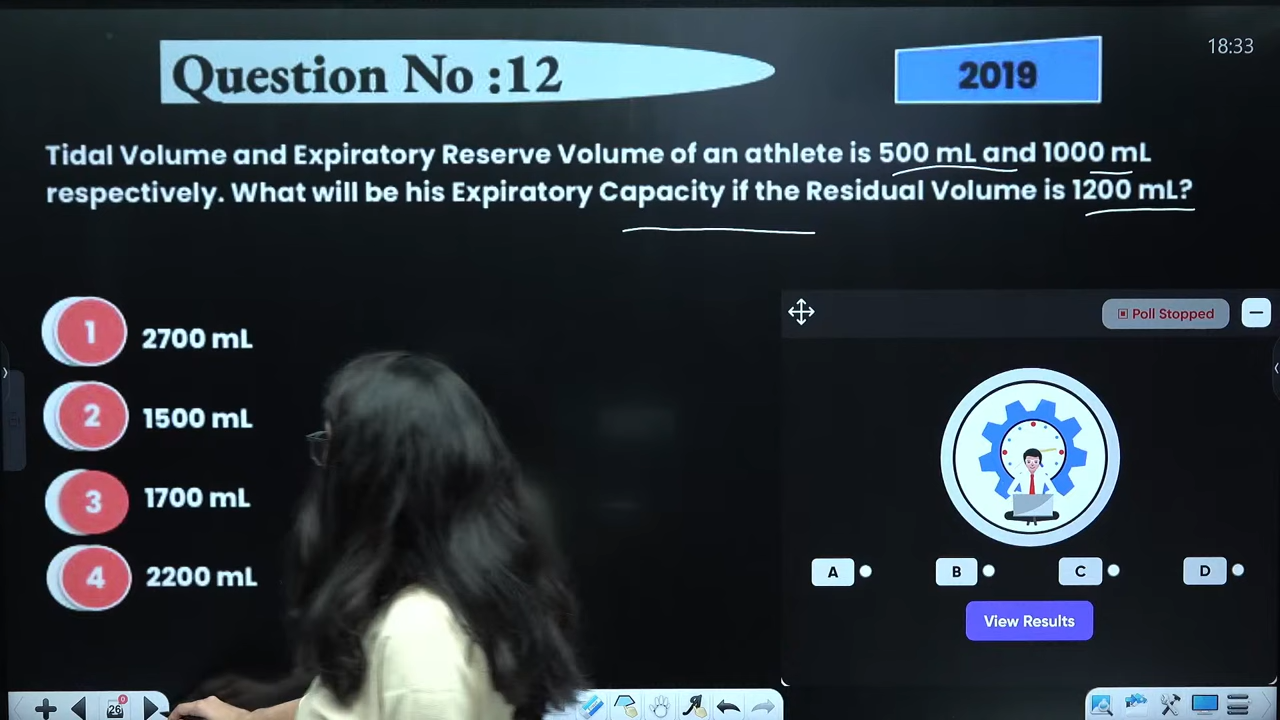 Question No :12
2019
18:33
Tidal Volume and Expiratory Reserve Volume of an athlete is 500 mL and 1000 mL
respectively. What will be his Expiratory Capacity if the Residual Volume is 1200 mL?
1 2700 mL
2 1500 mL
3 1700 mL
4 2200 mL
Poll Stopped
A B C D
View Results
26